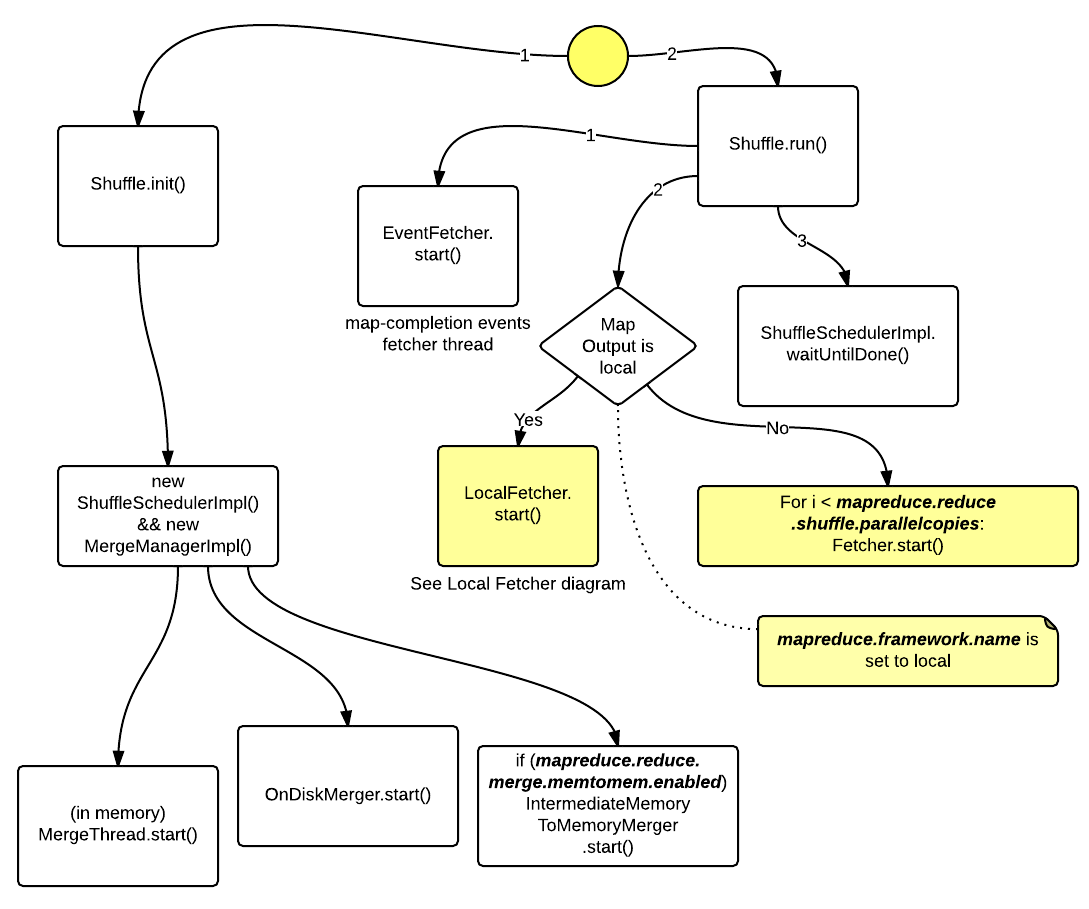 1
2
Shuffle.init()
Shuffle.run()
1
2
3
EventFetcher.
start()
map-completion events
fetcher thread
Map
Output is
local
ShuffleSchedulerImpl.
waitUntilDone()
Yes
No
LocalFetcher.
start()
See Local Fetcher diagram
For i < mapreduce.reduce
.shuffle.parallelcopies:
Fetcher.start()
mapreduce.framework.name is
set to local
new
ShuffleSchedulerImpl()
&& new
MergeManagerImpl()
(in memory)
MergeThread.start()
OnDiskMerger.start()
if (mapreduce.reduce.
merge.memtomem.enabled)
IntermediateMemory
ToMemoryMerger
.start()